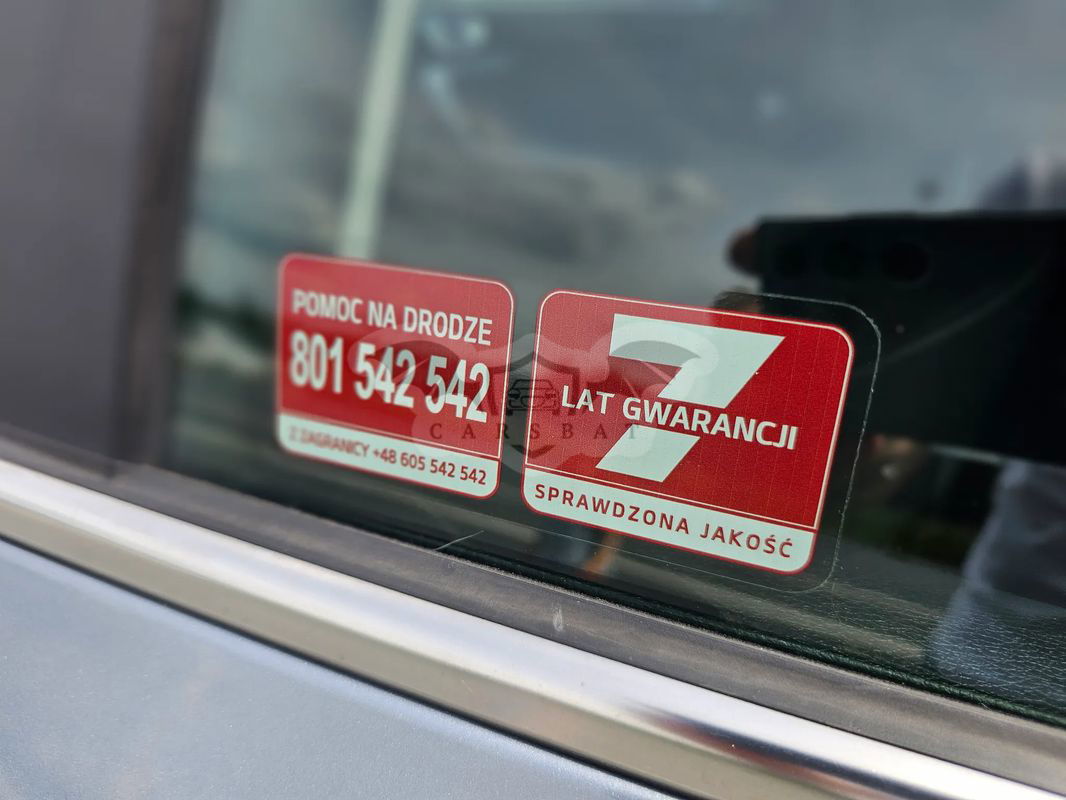 POMOC NA DRODZE
801 542 542
Z ZAGRANICY +48 605 542 542
7
LAT GWARANCJI
SPRAWDZONA JAKOŚĆ
CARSBAT